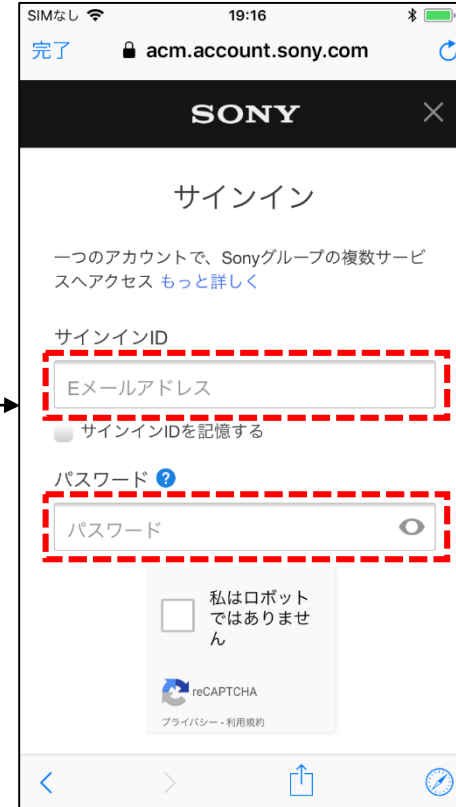 SIMなし 19:16
完了 acm.account.sony.com
SONY
サインイン
一つのアカウントで、Sonyグループの複数サービ
スへアクセス もっと詳しく
サインインID
Eメールアドレス
サインインIDを記憶する
パスワード ?
パスワード
私はロボット
ではありませ
ん
reCAPTCHA
プライバシー - 利用規約